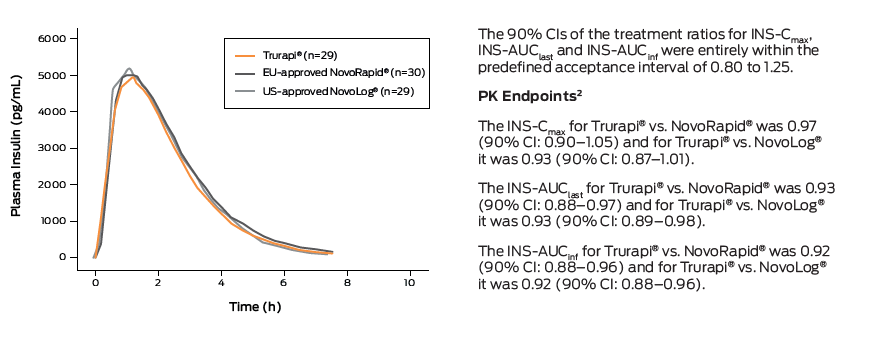 Plasma Insulin (pg/mL)
6000
5000
4000
3000
2000
1000
0
0 2 4 6 8 10
Time (h)
Trurapi® (n=29)
EU-approved NovoRapid® (n=30)
US-approved NovoLog® (n=29)
The 90% CIs of the treatment ratios for INS-Cmax,
INS-AUClast and INS-AUCinf were entirely within the
predefined acceptance interval of 0.80 to 1.25.
PK Endpoints²
The INS-Cmax for Trurapi® vs. NovoRapid® was 0.97
(90% CI: 0.90–1.05) and for Trurapi® vs. NovoLog®
it was 0.93 (90% CI: 0.87–1.01).
The INS-AUClast for Trurapi® vs. NovoRapid® was 0.93
(90% CI: 0.88–0.97) and for Trurapi® vs. NovoLog®
it was 0.93 (90% CI: 0.89–0.98).
The INS-AUCinf for Trurapi® vs. NovoRapid® was 0.92
(90% CI: 0.88–0.96) and for Trurapi® vs. NovoLog®
it was 0.92 (90% CI: 0.88–0.96).